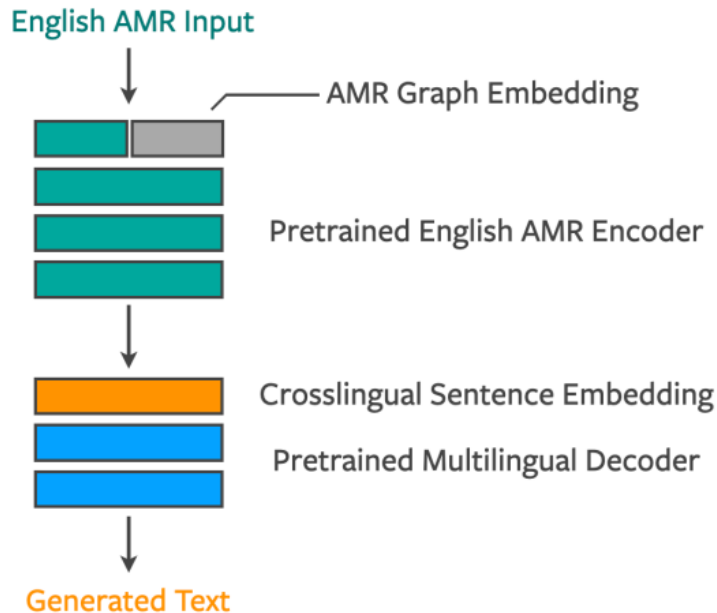 English AMR Input
AMR Graph Embedding
Pretrained English AMR Encoder
Crosslingual Sentence Embedding
Pretrained Multilingual Decoder
Generated Text